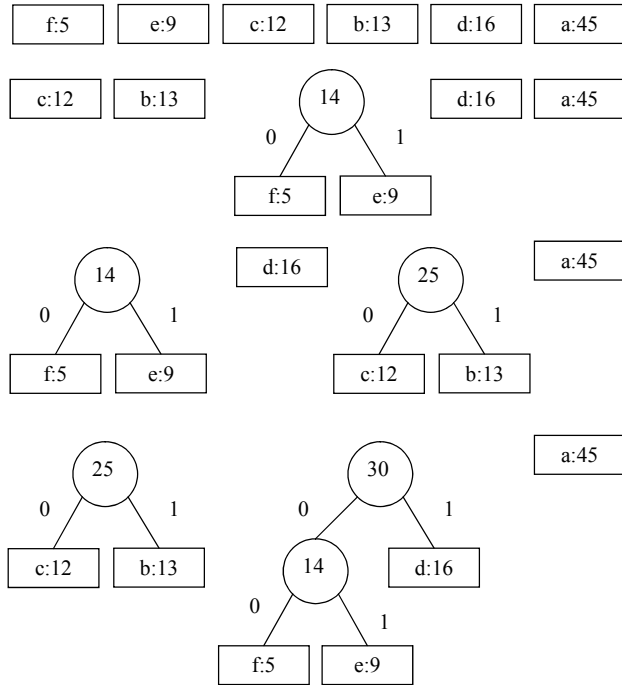 f:5 e:9 c:12 b:13 d:16 a:45
c:12 b:13 14 d:16 a:45
0 1
f:5 e:9
14 d:16 25 a:45
0 1 0 1
f:5 e:9 c:12 b:13
25 30 a:45
0 1 0 1
c:12 b:13 14 d:16
0 1
f:5 e:9